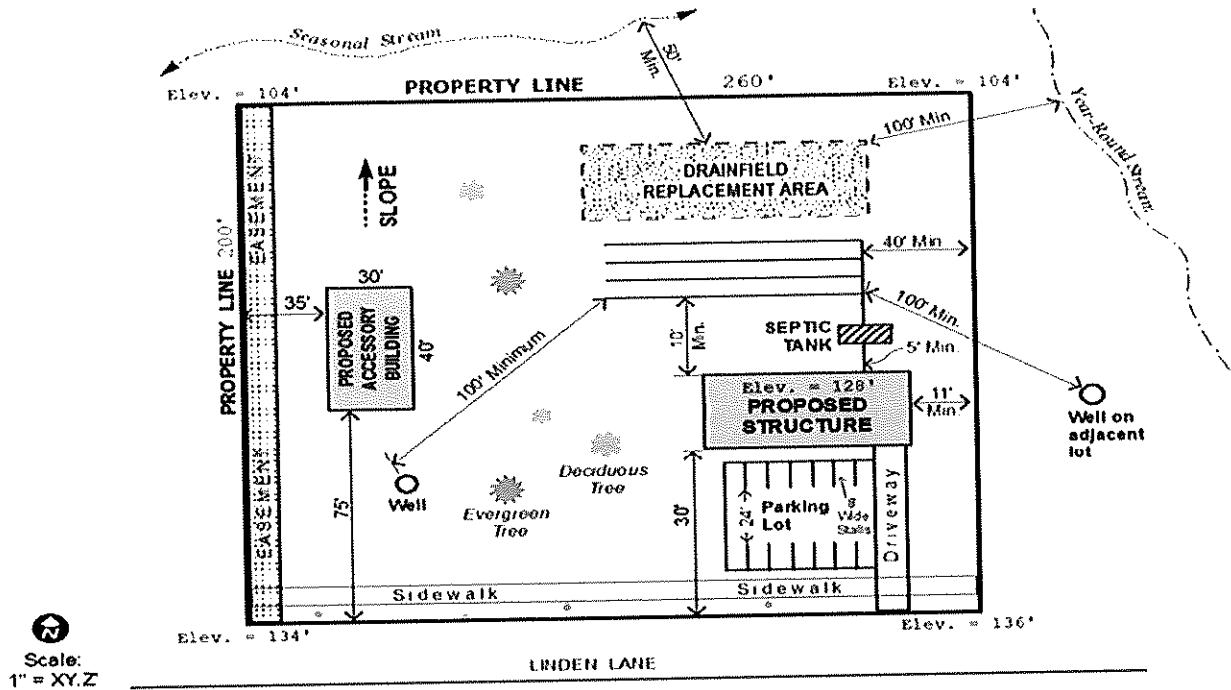 Seasonal Stream
50'
Min.
PROPERTY LINE 260'
Elev. = 104'
Elev. = 104'
100' Min
Year-Round Stream
EASEMENT
SLOPE
DRAINFIELD
REPLACEMENT AREA
PROPERTY LINE 200'
40' Min
30'
35'
PROPOSED
ACCESSORY
BUILDING
40'
100' Minimum
10'
Min.
SEPTIC
TANK
100' Min.
5' Min.
Elev. = 128'
PROPOSED
STRUCTURE
11'
Min.
Well on
adjacent
lot
Deciduous
Tree
Well
Evergreen
Tree
EASEMENT
75'
30'
24'
Parking
Lot
Wide
Stalls
Driveway
Sidewalk
Sidewalk
Elev. = 134'
Elev. = 136'
N
Scale:
1" = XY.Z'
LINDEN LANE